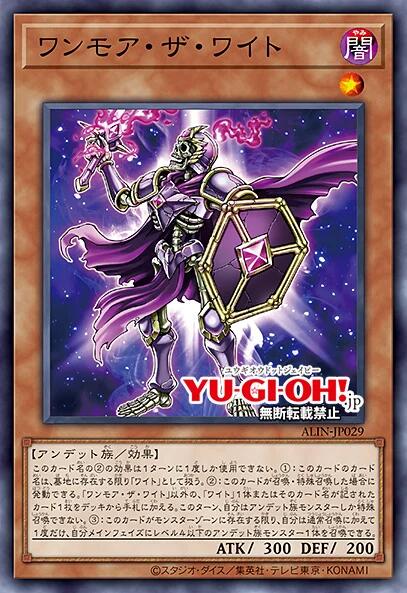 ワンモア・ザ・ワイト
やみ
闇
ユウギオウドットジェイピー
YU-GI-OH!.jp
無断転載禁止
ALIN-JP029
【アンデット族／効果】
このカード名の②の効果は１ターンに１度しか使用できない。①：このカードのカード
名は、墓地に存在する限り「ワイト」として扱う。②：このカードが召喚・特殊召喚した場合に
発動できる。「ワンモア・ザ・ワイト」以外の、「ワイト」１体またはそのカード名が記された
カード１枚をデッキから手札に加える。このターン、自分はアンデット族モンスターしか特殊
召喚できない。③：このカードがモンスターゾーンに存在する限り、自分は通常召喚に加えて
１度だけ、自分メインフェイズにレベル４以下のアンデット族モンスター１体を召喚できる。
ATK/ 300 DEF/ 200
©スタジオ・ダイス／集英社・テレビ東京・KONAMI